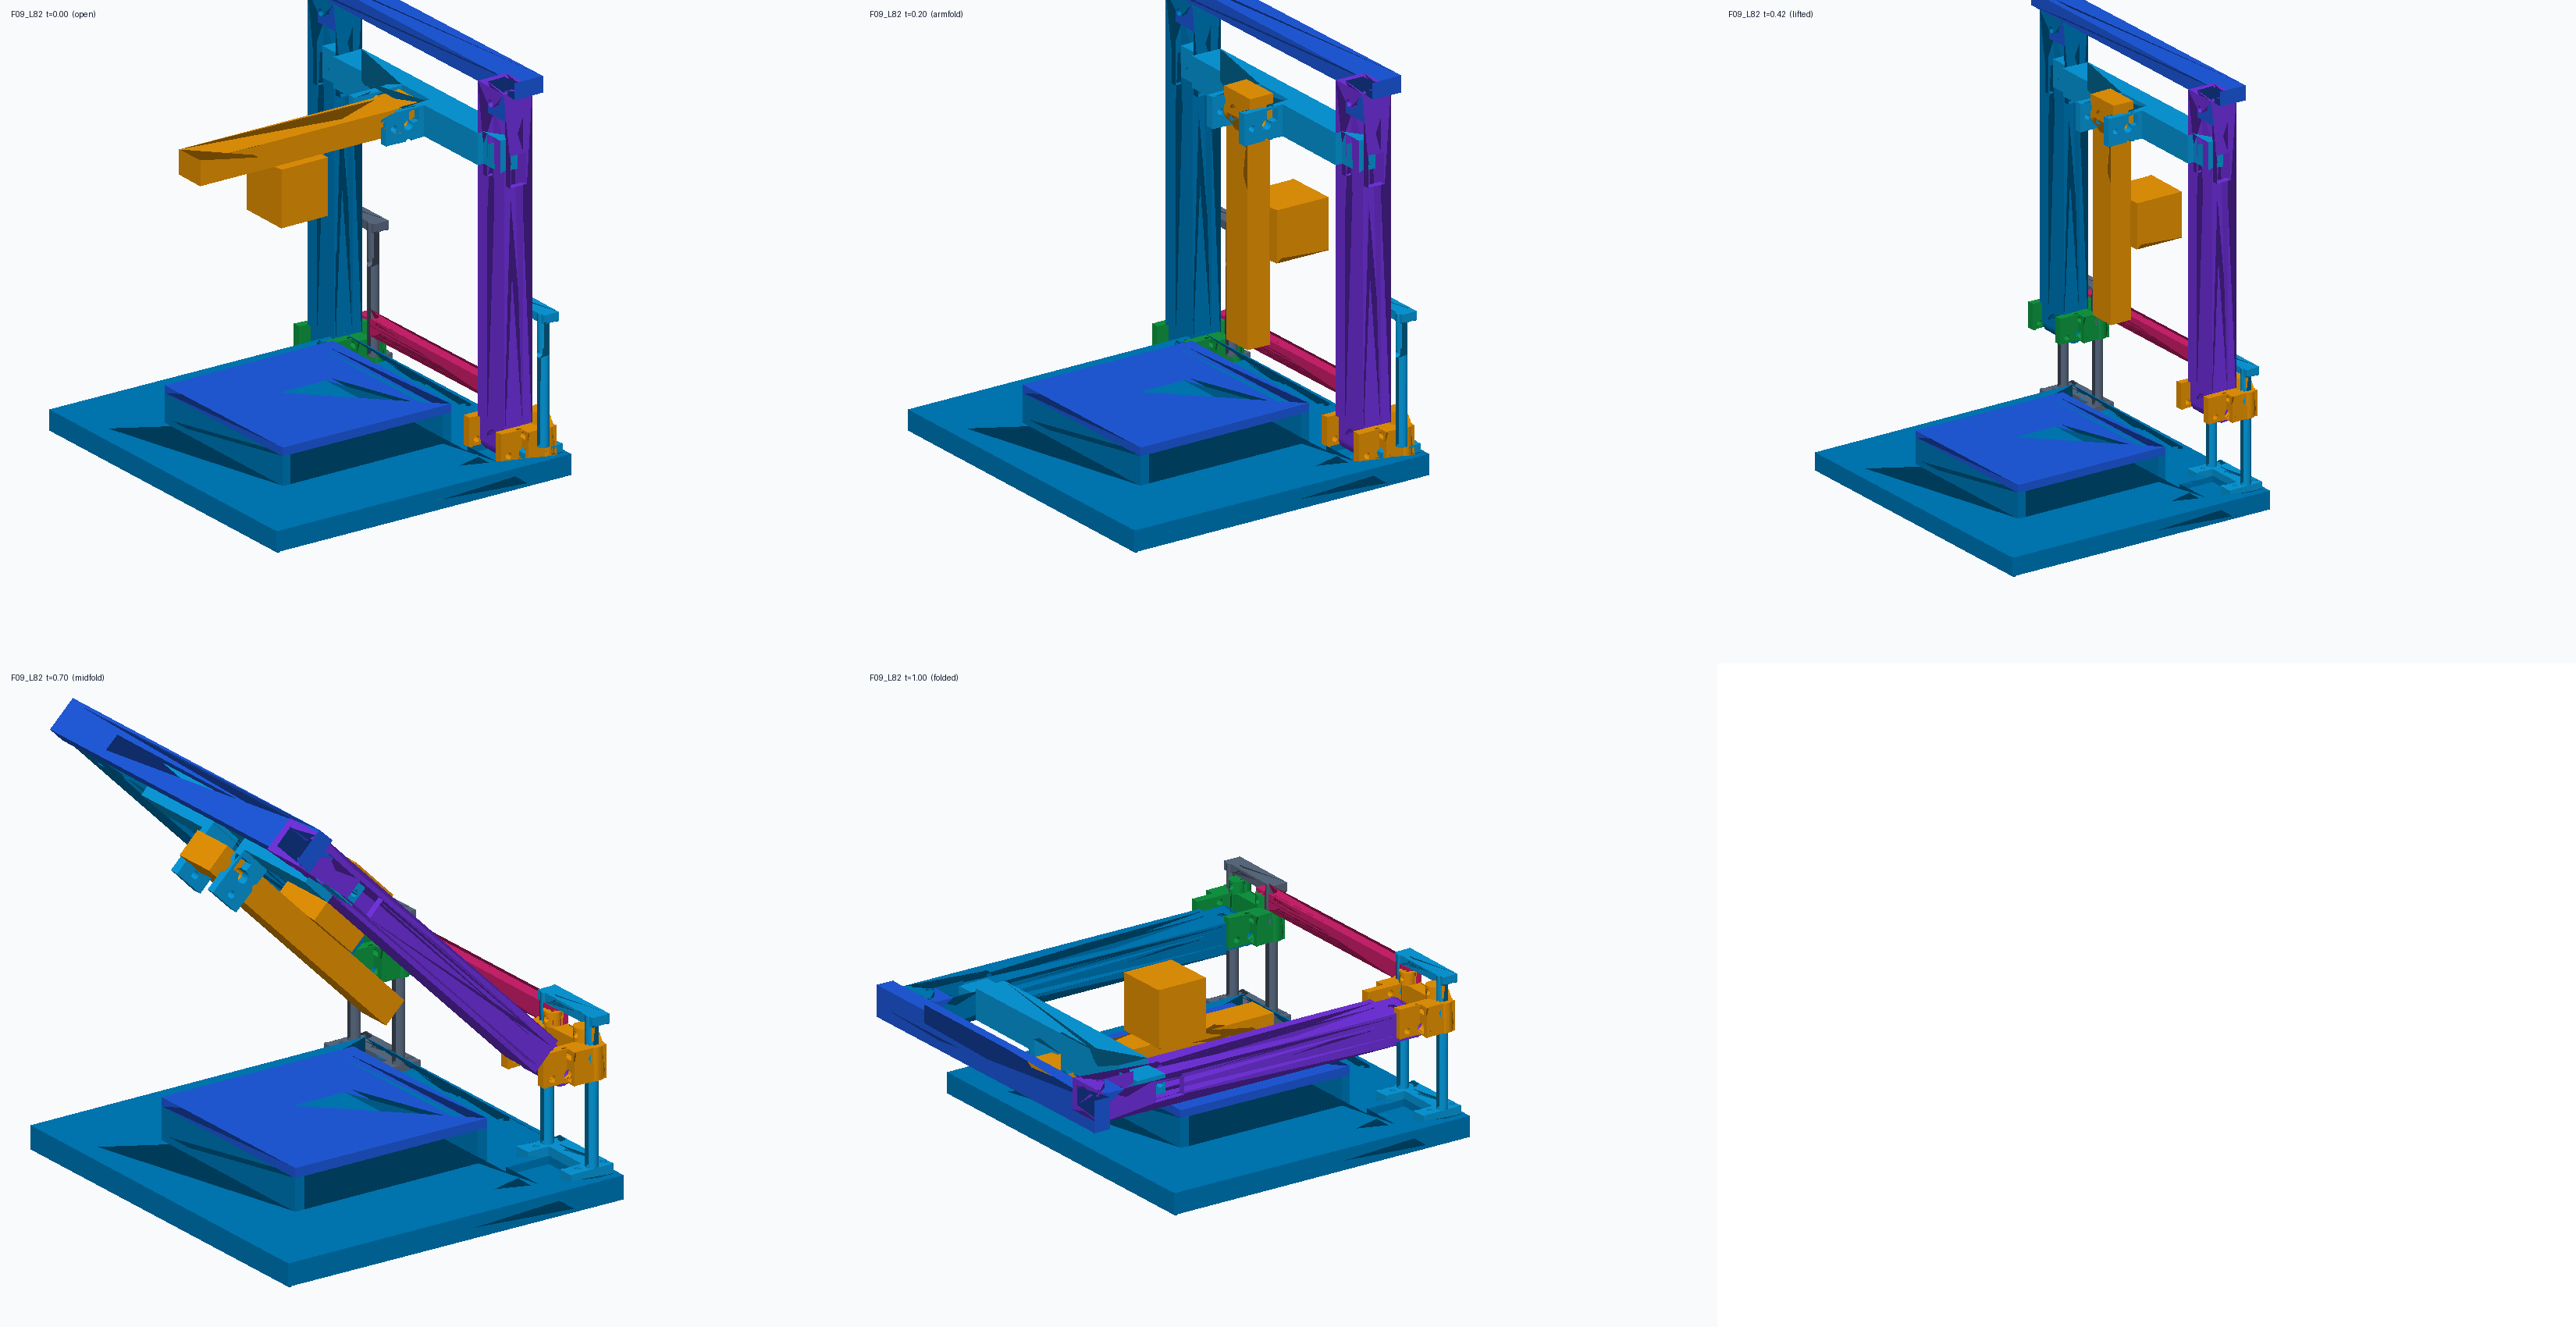 F09_L82 t=0.00 (open)
F09_L82 t=0.20 (armfold)
F09_L82 t=0.42 (lifted)
F09_L82 t=0.70 (midfold)
F09_L82 t=1.00 (folded)